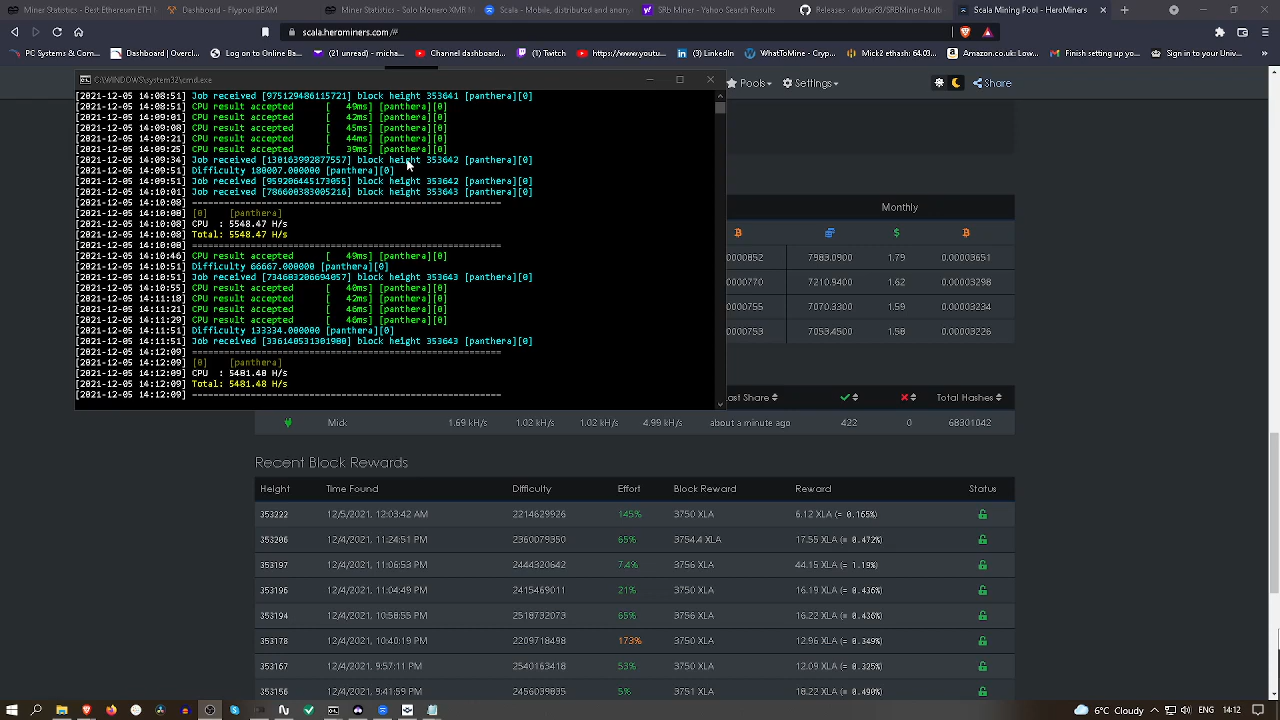 Miner Statistics - Best Ethereum ETH
Dashboard - Flypool BEAM
Miner Statistics - Solo Monero XMR M
Scala - Mobile, distributed and anony
SRb Miner - Yahoo Search Results
Releases · doktor83/SRBMiner-Mult
Scala Mining Pool - HeroMiners
scala.herominers.com/#
PC Systems & Com...
Dashboard | Overcl...
Log on to Online Ba...
(45,241 unread) - micha...
Channel dashboard...
(1) Twitch
https://www.youtub...
(2) LinkedIn
WhatToMine - Cryp...
Mick2 ethash 64.0...
Amazon.co.uk: Low...
Finish setting up yo...
Sign in to your Univ...
C:\WINDOWS\system32\cmd.exe
Books
Settings
Share
[2021-12-05 14:08:51] Job received [975129486115721] block height 353641 [panthera][0]
CPU result accepted [ 49ms] [panthera][0]
[2021-12-05 14:09:01] CPU result accepted [ 42ms] [panthera][0]
[2021-12-05 14:09:08] CPU result accepted [ 45ms] [panthera][0]
[2021-12-05 14:09:21] CPU result accepted [ 44ms] [panthera][0]
[2021-12-05 14:09:25] CPU result accepted [ 39ms] [panthera][0]
[2021-12-05 14:09:34] Job received [130163992877557] block height 353642 [panthera][0]
[2021-12-05 14:09:51] Difficulty 180007.000000 [panthera][0]
[2021-12-05 14:09:51] Job received [959206445173055] block height 353642 [panthera][0]
[2021-12-05 14:10:01] Job received [786600383005216] block height 353643 [panthera][0]
[2021-12-05 14:10:08] ==========================================================
[2021-12-05 14:10:08] [0] [panthera]
[2021-12-05 14:10:08] CPU : 5548.47 H/s
[2021-12-05 14:10:08] Total: 5548.47 H/s
[2021-12-05 14:10:08] ==========================================================
[2021-12-05 14:10:46] CPU result accepted [ 49ms] [panthera][0]
[2021-12-05 14:10:51] Difficulty 66667.000000 [panthera][0]
[2021-12-05 14:10:51] Job received [734603206694057] block height 353643 [panthera][0]
[2021-12-05 14:10:55] CPU result accepted [ 40ms] [panthera][0]
[2021-12-05 14:11:18] CPU result accepted [ 42ms] [panthera][0]
[2021-12-05 14:11:21] CPU result accepted [ 46ms] [panthera][0]
[2021-12-05 14:11:29] CPU result accepted [ 46ms] [panthera][0]
[2021-12-05 14:11:51] Difficulty 133334.000000 [panthera][0]
[2021-12-05 14:11:51] Job received [336140531301980] block height 353643 [panthera][0]
[2021-12-05 14:12:09] ==========================================================
[2021-12-05 14:12:09] [0] [panthera]
[2021-12-05 14:12:09] CPU : 5481.48 H/s
[2021-12-05 14:12:09] Total: 5481.48 H/s
[2021-12-05 14:12:09] ==========================================================
Monthly
7835.3400 1.79 0.00003651
7210.9400 1.62 0.00003298
0000755 7070.3800 1.58 0.00003234
0000753 7053.4500 1.58 0.00003226
Share Total Hashes
Mick 1.69 kH/s 1.02 kH/s 1.02 kH/s 4.99 kH/s about a minute ago 422 0 68301042
Recent Block Rewards
Height Time Found Difficulty Effort Block Reward Reward Status
353222 12/5/2021, 12:03:42 AM 2214629926 145% 3750 XLA 6.12 XLA (= 0.165%)
353206 12/4/2021, 11:24:51 PM 2360079350 65% 3754.4 XLA 17.55 XLA (= 0.472%)
353197 12/4/2021, 11:06:53 PM 2444320642 7.4% 3756 XLA 44.15 XLA (= 1.19%)
353196 12/4/2021, 11:04:49 PM 2415469011 21% 3750 XLA 16.19 XLA (= 0.436%)
353194 12/4/2021, 10:58:55 PM 2518732073 65% 3756 XLA 16.22 XLA (= 0.436%)
353178 12/4/2021, 10:40:19 PM 2209718498 173% 3750 XLA 12.96 XLA (= 0.349%)
353167 12/4/2021, 9:57:11 PM 2540163418 53% 3750 XLA 12.09 XLA (= 0.325%)
353156 12/4/2021, 9:41:59 PM 2456039835 5% 3751 XLA
6°C Cloudy
ENG
14:12